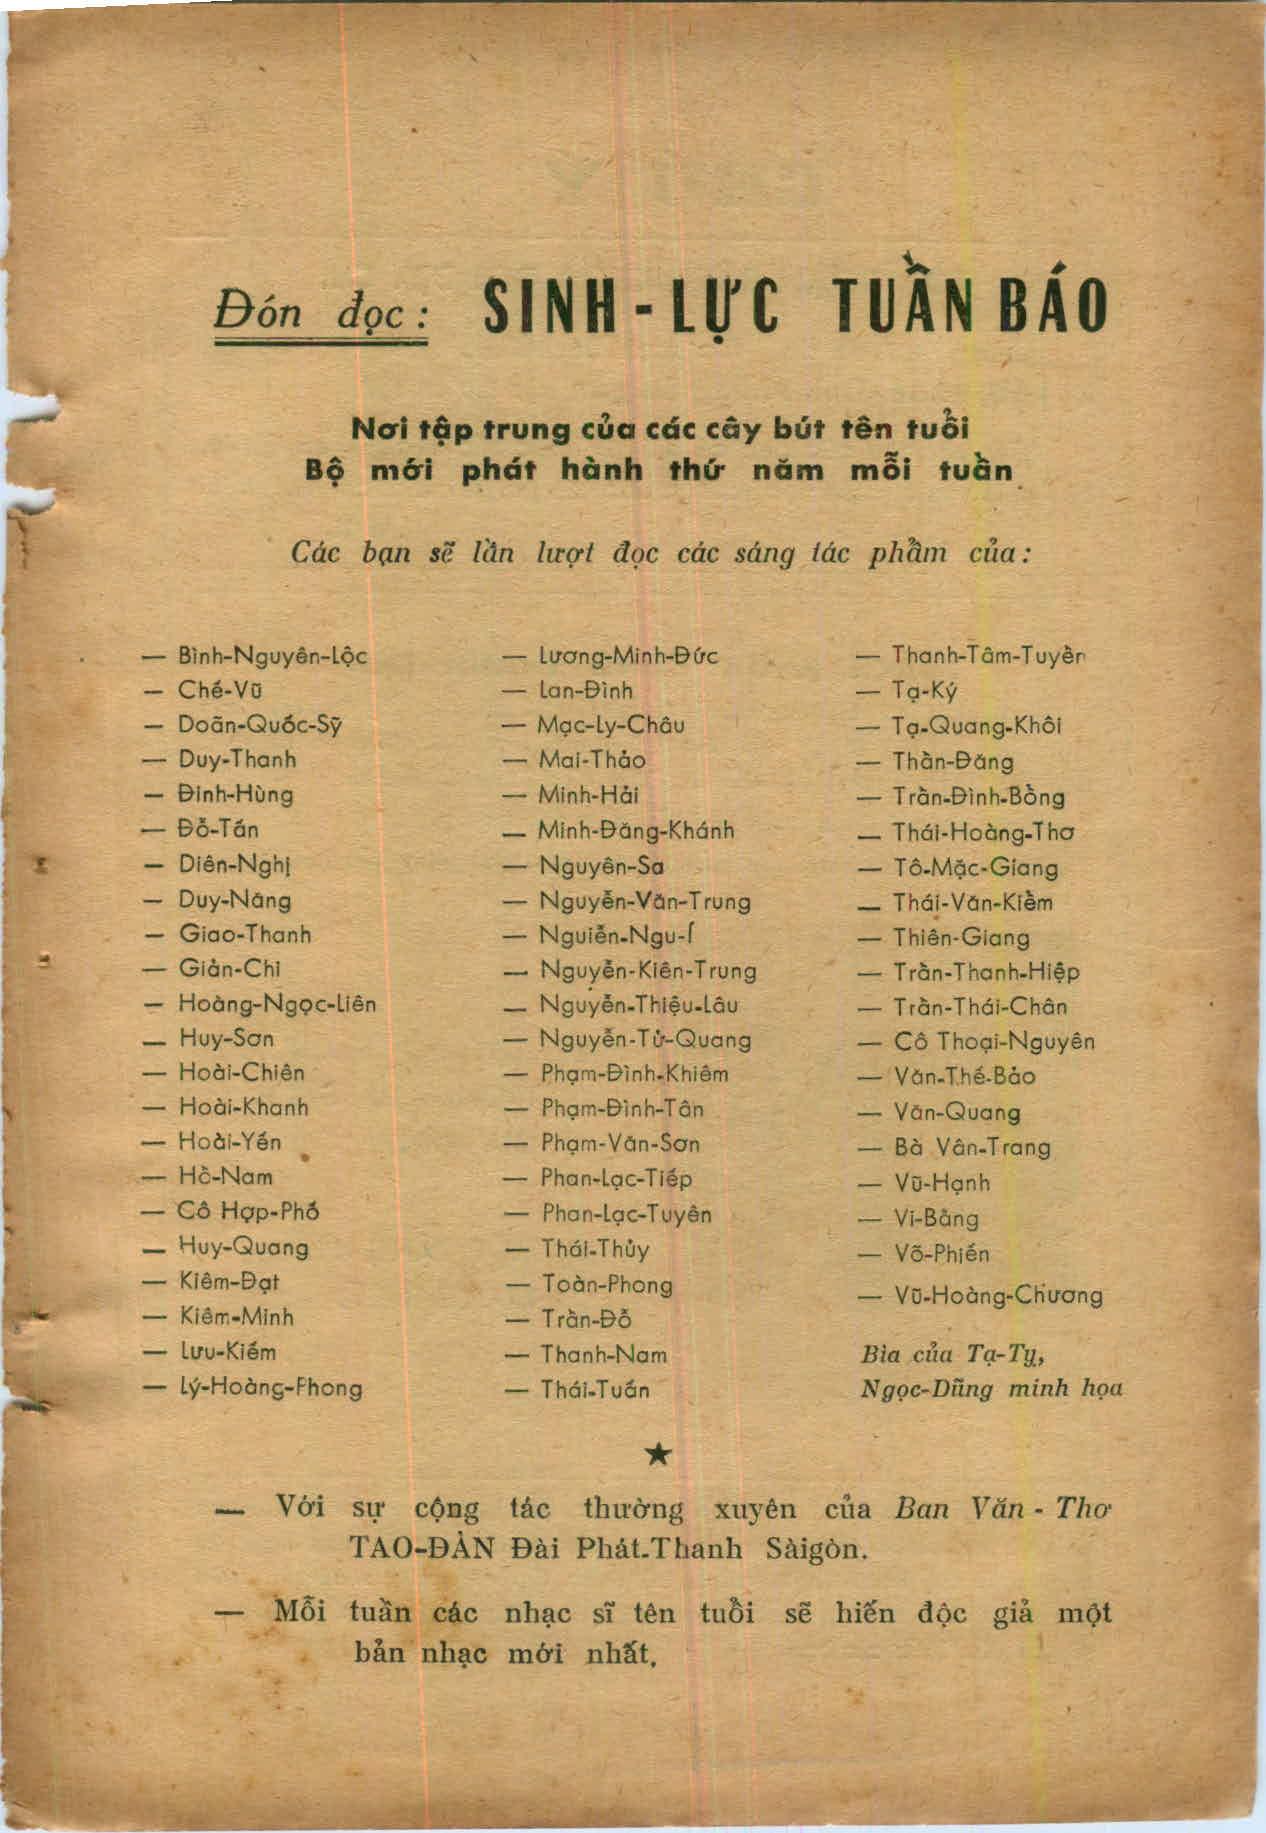 Đón đọc: SINH-LỰC TUẦN BÁO
Nơi tập trung của các cây bút tên tuổi
Bộ mới phát hành thứ năm mỗi tuần
Các bạn sẽ lần lượt đọc các sáng tác phẩm của:
— Bình-Nguyên-Lộc
— Chế-Vũ
— Doãn-Quốc-Sỹ
— Duy-Thanh
— Đinh-Hùng
— Đỗ-Tấn
— Diên-Nghị
— Duy-Năng
— Giao-Thanh
— Giản-Chi
— Hoàng-Ngọc-Liên
— Huy-Sơn
— Hoài-Chiên
— Hoài-Khanh
— Hoài-Yến
— Hồ-Nam
— Cô Hợp-Phố
— Huy-Quang
— Kiêm-Đạt
— Kiêm-Minh
— Lưu-Kiếm
— Lý-Hoàng-Phong
— Lương-Minh-Đức
— Lan-Đình
— Mạc-Ly-Châu
— Mai-Thảo
— Minh-Hải
— Minh-Đăng-Khánh
— Nguyên-Sa
— Nguyễn-Văn-Trung
— Nguiễn-Ngu-Í
— Nguyễn-Kiên-Trung
— Nguyễn-Thiệu-Lâu
— Nguyễn-Tử-Quang
— Phạm-Đình-Khiêm
— Phạm-Đình-Tân
— Phạm-Văn-Sơn
— Phan-Lạc-Tiếp
— Phan-Lạc-Tuyên
— Thái-Thủy
— Toàn-Phong
— Trần-Đỗ
— Thanh-Nam
— Thái-Tuấn
— Thanh-Tâm-Tuyền
— Tạ-Ký
— Tạ-Quang-Khôi
— Thần-Đăng
— Trần-Đình-Bồng
— Thái-Hoàng-Thơ
— Tô-Mặc-Giang
— Thái-Văn-Kiểm
— Thiên-Giang
— Trần-Thanh-Hiệp
— Trần-Thái-Chân
— Cô Thoại-Nguyên
— Văn-Thế-Bảo
— Văn-Quang
— Bà Vân-Trang
— Vũ-Hạnh
— Vi-Bằng
— Võ-Phiến
— Vũ-Hoàng-Chương
Bìa của Tạ-Tỵ,
Ngọc-Dũng minh họa
★
— Với sự cộng tác thường xuyên của Ban Văn - Thơ
TAO-ĐÀN Đài Phát-Thanh Sàigòn.
— Mỗi tuần các nhạc sĩ tên tuổi sẽ hiến độc giả một
bản nhạc mới nhất.